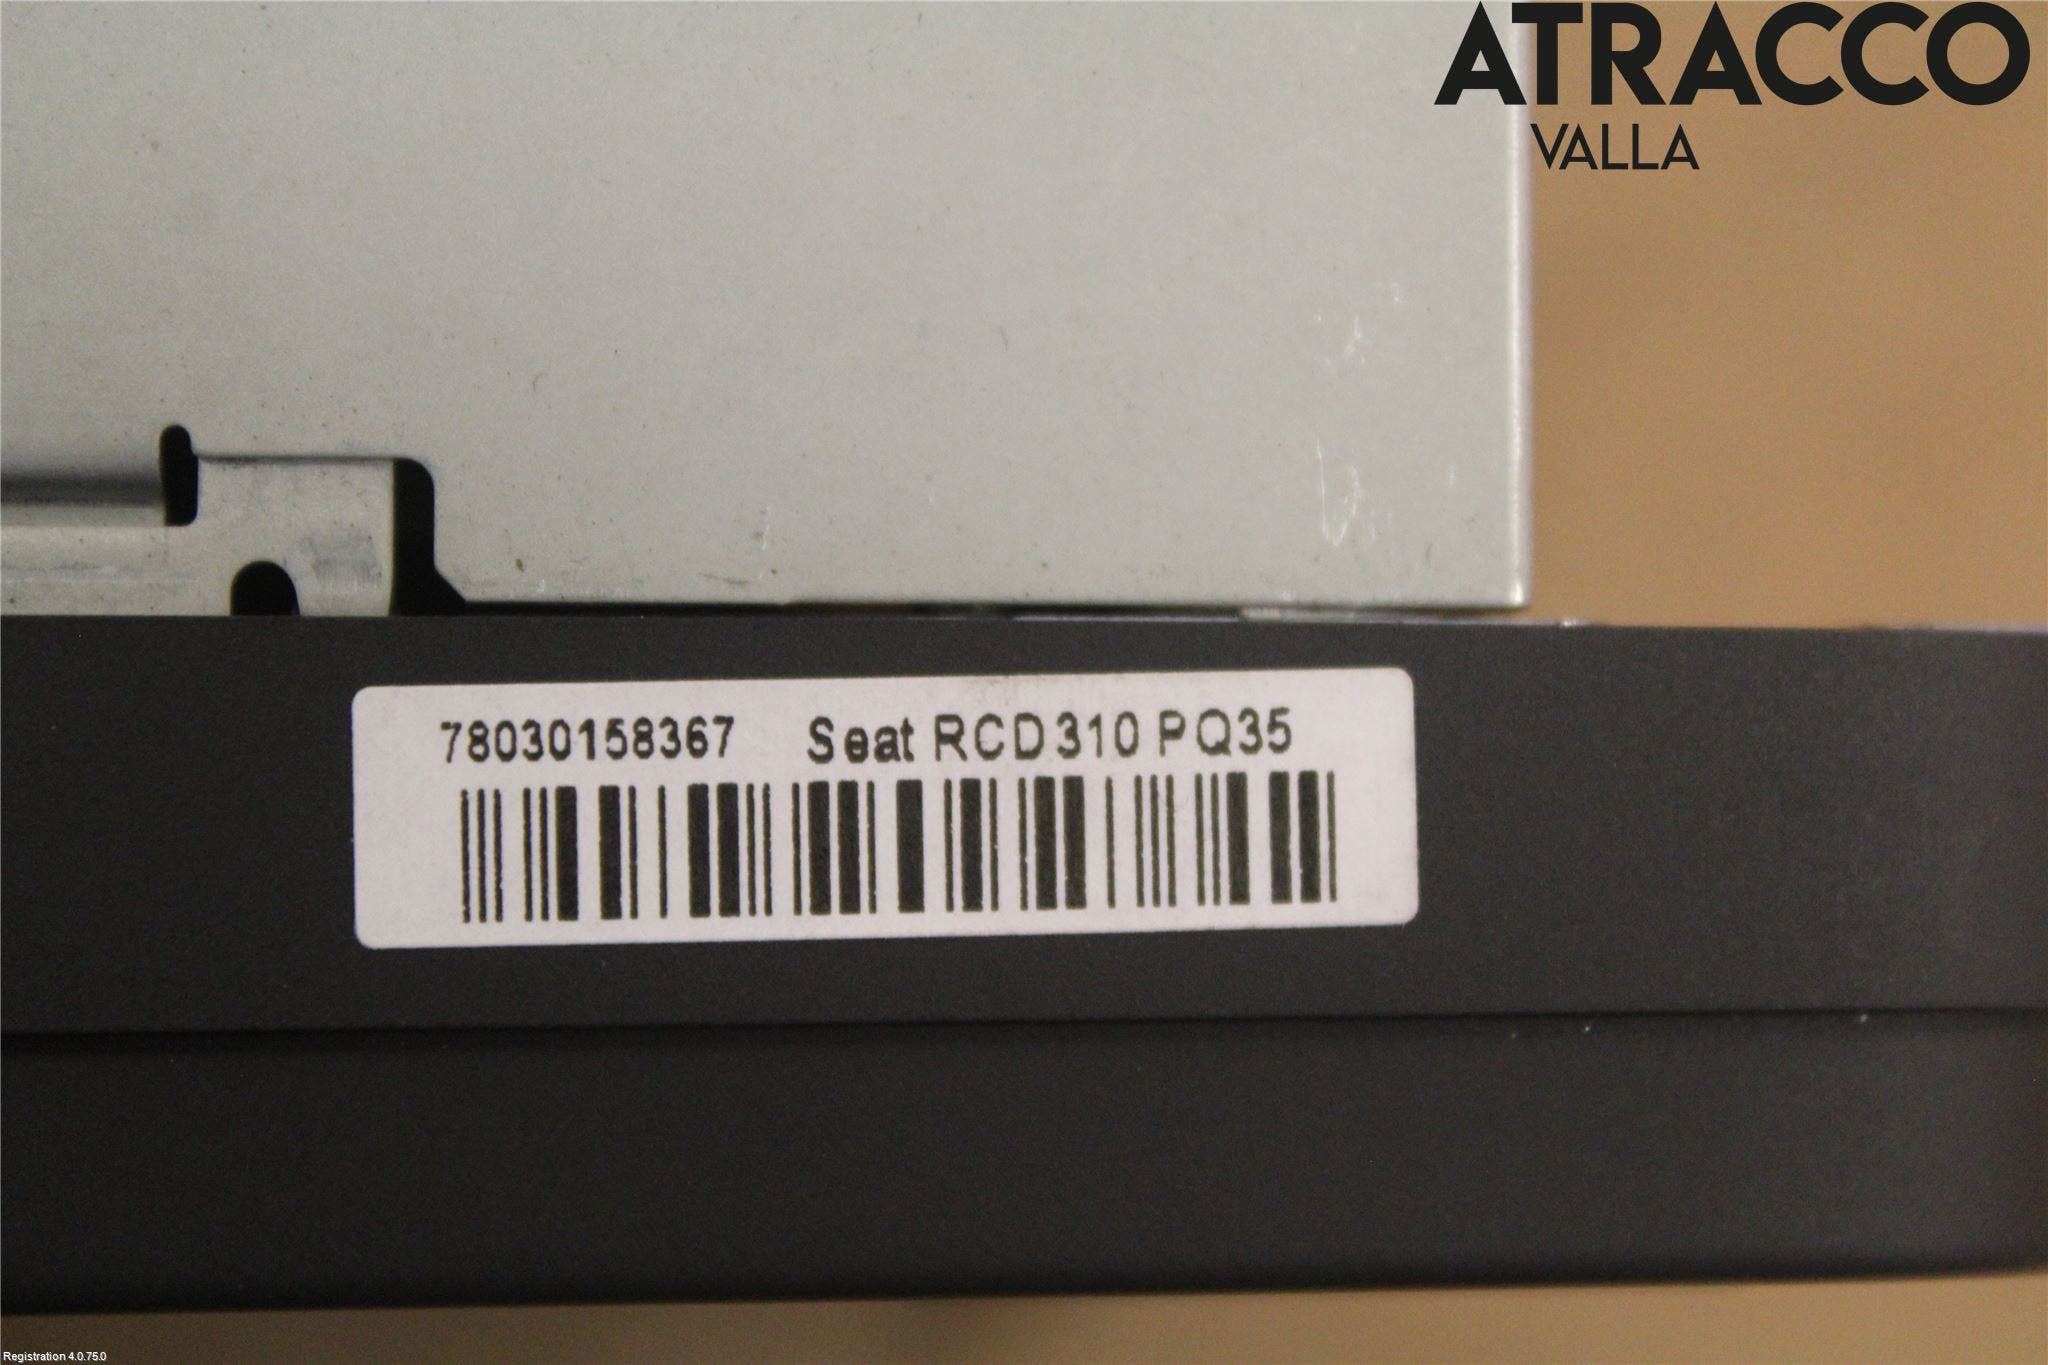 ATRACCO
VALLA
78030158367 Seat RCD310 PQ35
Registration 4.0.75.0